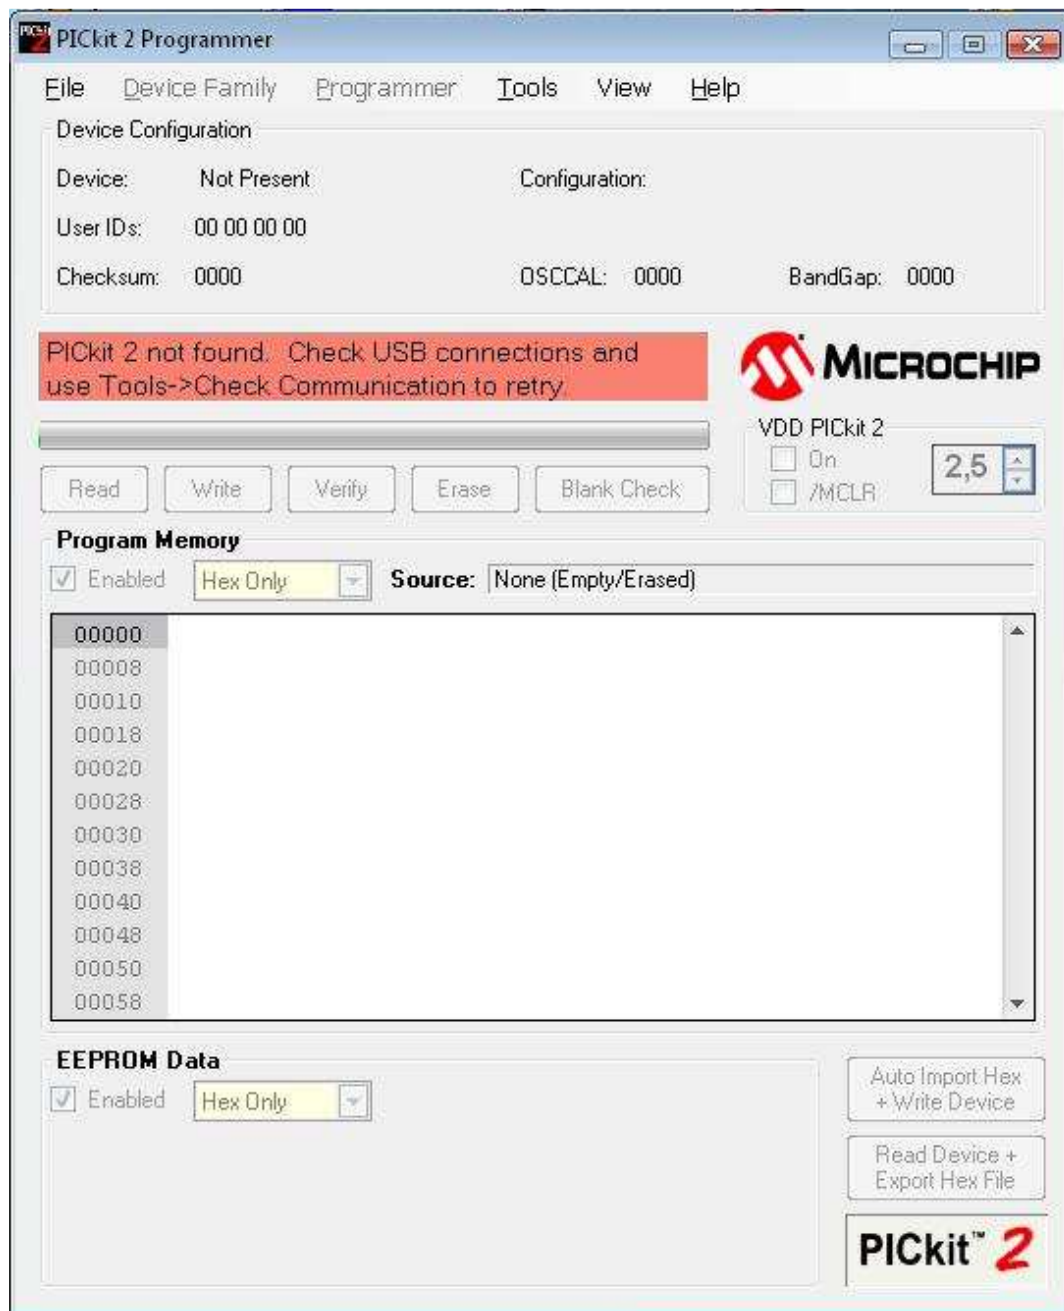 PICkit 2 Programmer
File Device Family Programmer Tools View Help
Device Configuration
Device: Not Present Configuration:
User IDs: 00 00 00 00
Checksum: 0000 OSCCAL: 0000 BandGap: 0000
PICkit 2 not found. Check USB connections and
use Tools->Check Communication to retry.
MICROCHIP
VDD PICkit 2
On
/MCLR
2,5
Read Write Verify Erase Blank Check
Program Memory
Enabled Hex Only Source: None (Empty/Erased)
00000
00008
00010
00018
00020
00028
00030
00038
00040
00048
00050
00058
EEPROM Data
Enabled Hex Only
Auto Import Hex
+ Write Device
Read Device +
Export Hex File
PICkit™ 2